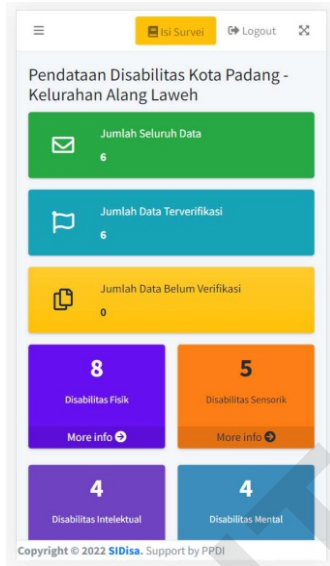 Isi Survei Logout
Pendataan Disabilitas Kota Padang -
Kelurahan Alang Laweh
Jumlah Seluruh Data
6
Jumlah Data Terverifikasi
6
Jumlah Data Belum Verifikasi
0
8
Disabilitas Fisik
More info
5
Disabilitas Sensorik
More info
4
Disabilitas Intelektual
4
Disabilitas Mental
Copyright © 2022 SIDisa. Support by PPDI